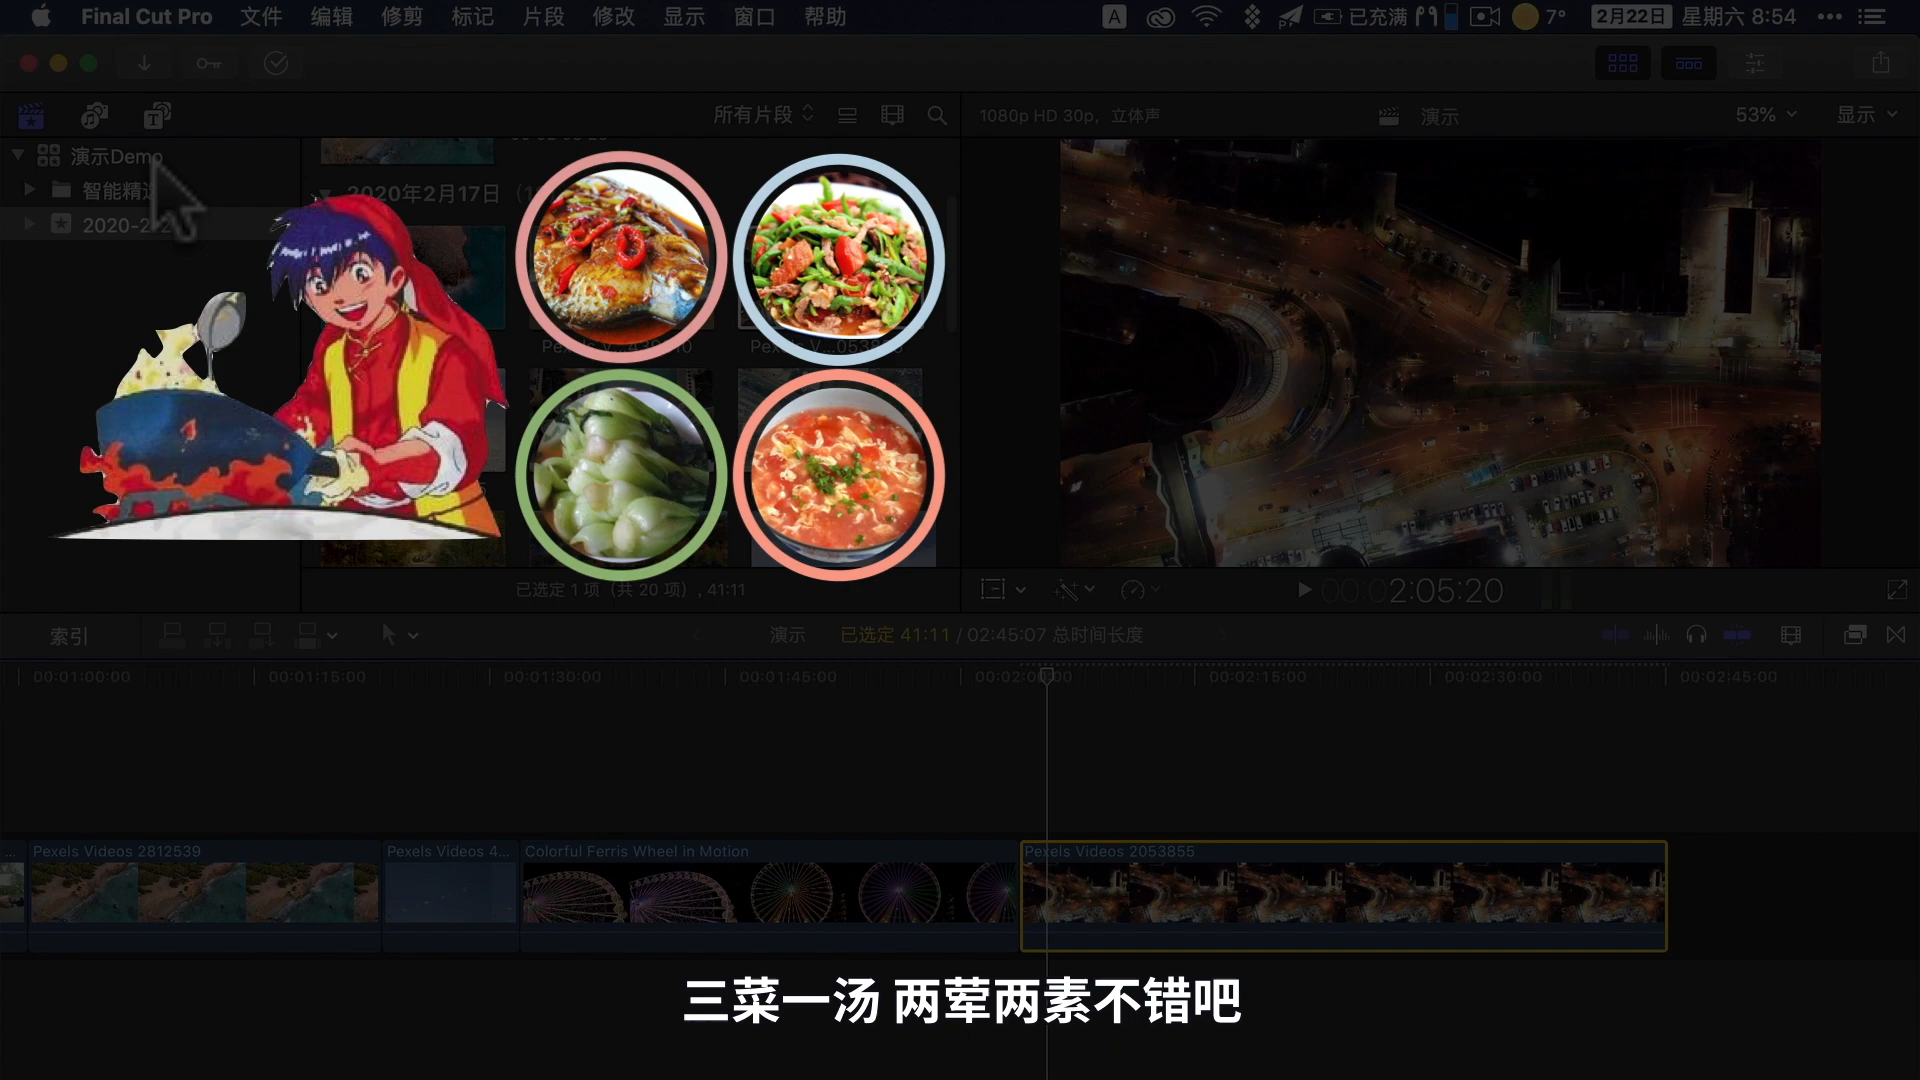 Final Cut Pro 文件 编辑 修剪 标记 片段 修改 显示 窗口 帮助
A 已充满 7° 2月22日 星期六 8:54
所有片段
1080p HD 30p, 立体声
演示
53%
显示
演示Demo
智能精选
2020年2月17日
已选定 1 项（共 20 项）, 41:11
00:02:05:20
索引
演示
已选定 41:11 / 02:45:07 总时间长度
00:01:00:00 00:01:15:00 00:01:30:00 00:01:45:00 00:02:00:00 00:02:15:00 00:02:30:00 00:02:45:00
Pexels Videos 2812539
Pexels Videos 4...
Colorful Ferris Wheel in Motion
Pexels Videos 2053855
三菜一汤 两荤两素不错吧